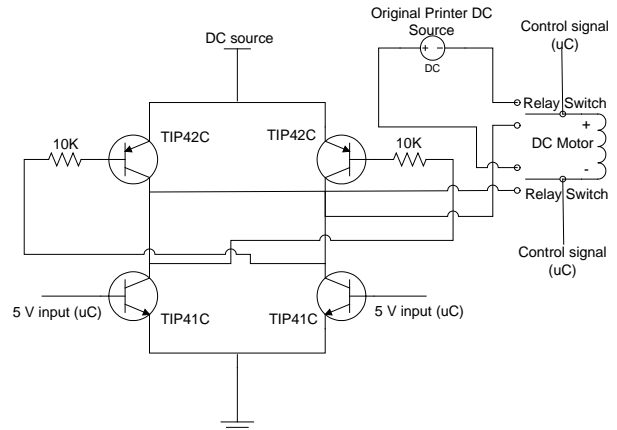 Original Printer DC
Source
+ -
DC
Control signal
(uC)
DC source
Relay Switch
+
DC Motor
-
Relay Switch
TIP42C
TIP42C
10K
10K
Control signal
(uC)
5 V input (uC)
TIP41C
TIP41C
5 V input (uC)